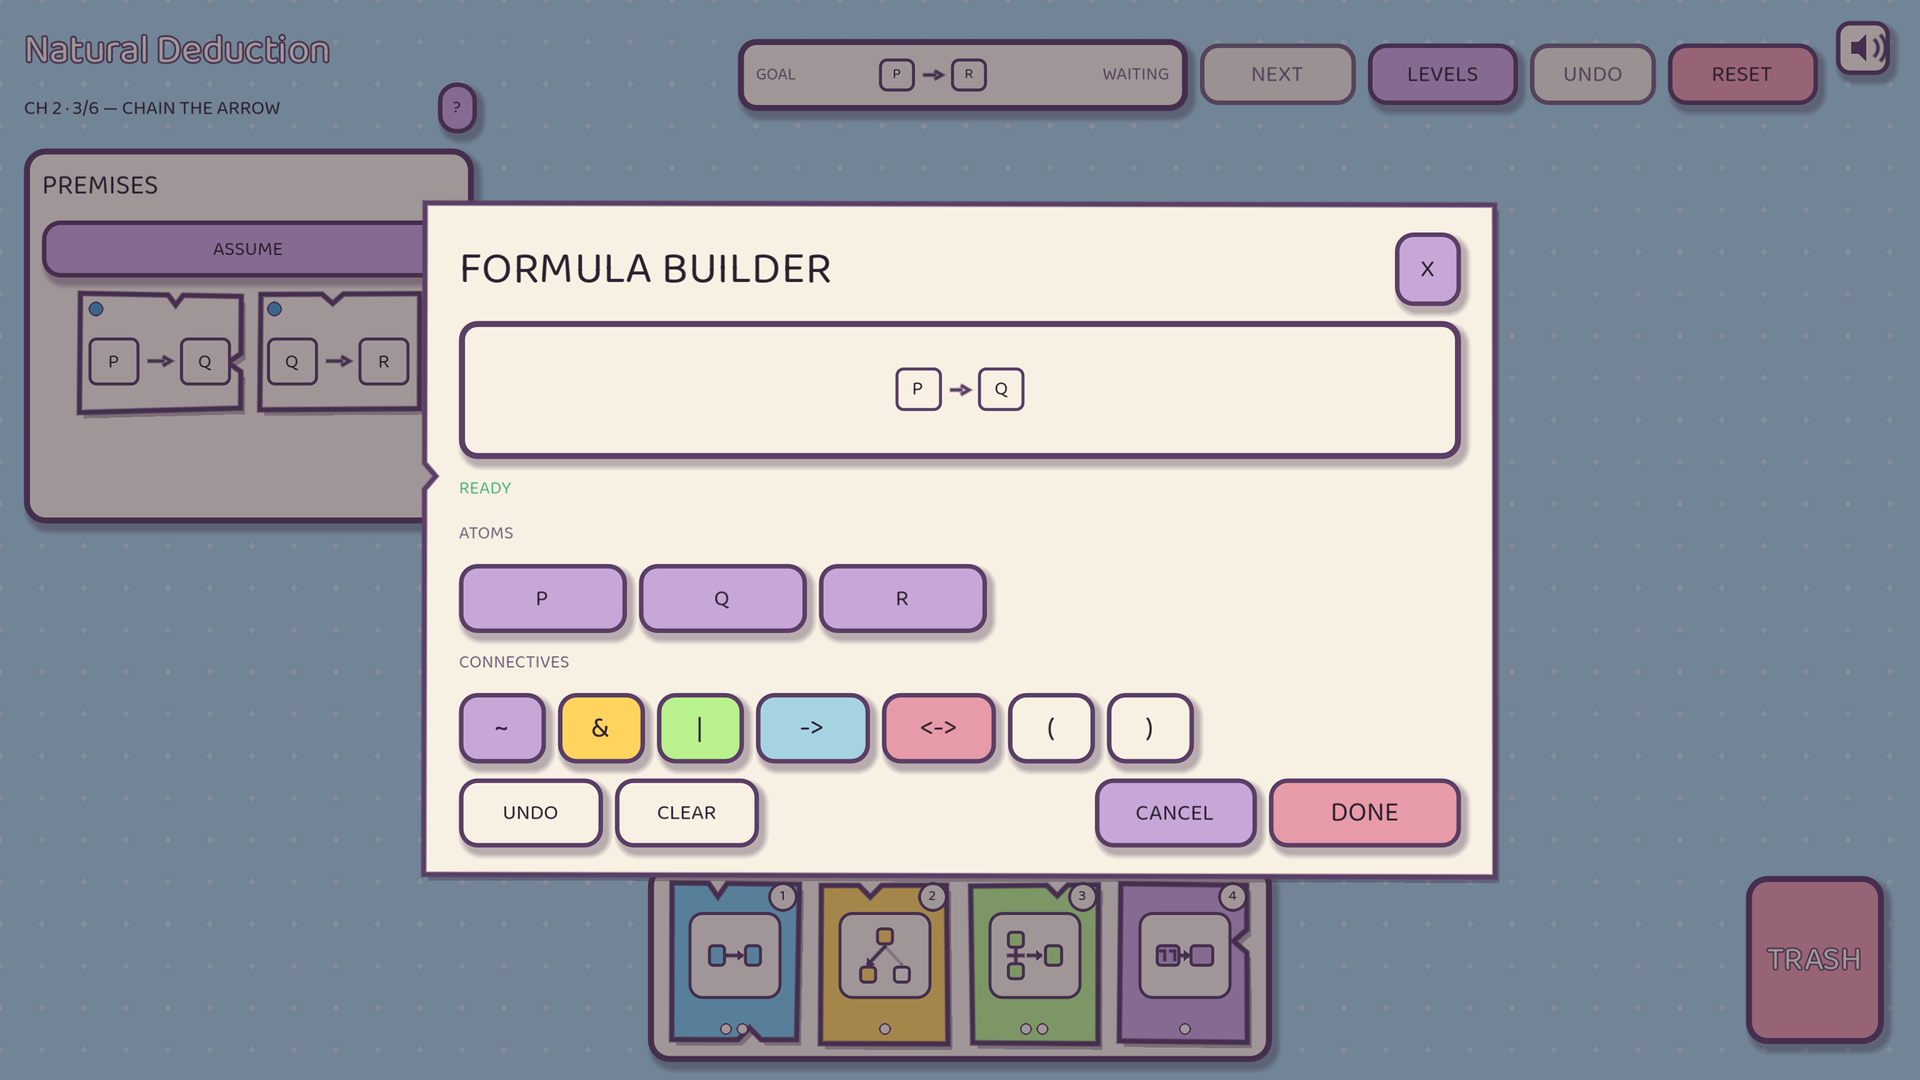 Natural Deduction
CH 2 · 3/6 — CHAIN THE ARROW
?
GOAL P → R WAITING
NEXT
LEVELS
UNDO
RESET
PREMISES
ASSUME
P → Q
Q → R
FORMULA BUILDER
X
P → Q
READY
ATOMS
P Q R
CONNECTIVES
~ & | -> <-> ( )
UNDO CLEAR CANCEL DONE
1 2 3 4
TRASH